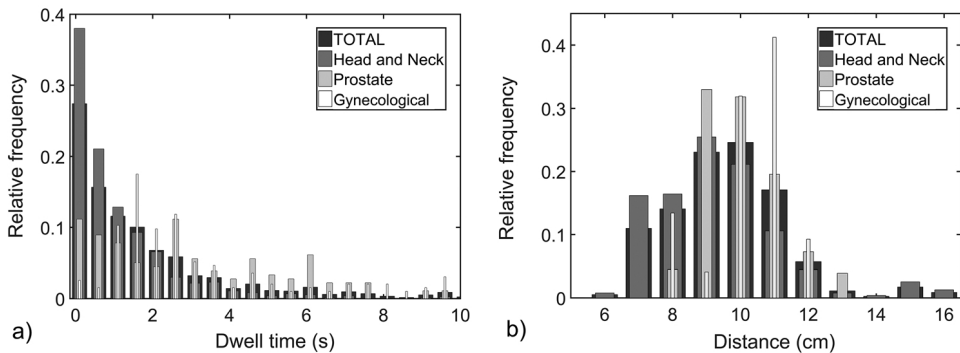 0.4
0.3
0.2
0.1
0
Relative frequency
TOTAL
Head and Neck
Prostate
Gynecological
0 2 4 6 8 10
Dwell time (s)
a)
0.4
0.3
0.2
0.1
0
Relative frequency
TOTAL
Head and Neck
Prostate
Gynecological
6 8 10 12 14 16
Distance (cm)
b)